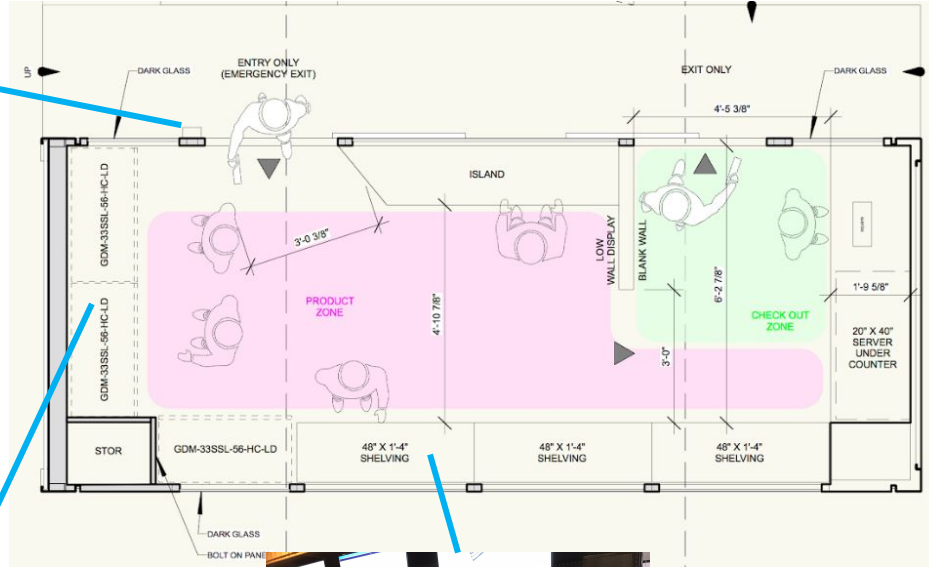 UP
DARK GLASS
ENTRY ONLY
(EMERGENCY EXIT)
EXIT ONLY
DARK GLASS
4'-5 3/8"
GDM-33SSL-56-HC-LD
ISLAND
3'-0 3/8"
LOW
WALL DISPLAY
BLANK WALL
PRODUCT
ZONE
4'-10 7/8"
6'-2 7/8"
1'-9 5/8"
GDM-33SSL-56-HC-LD
CHECK OUT
ZONE
3'-0"
20" X 40"
SERVER
UNDER
COUNTER
STOR
GDM-33SSL-56-HC-LD
48" X 1'-4"
SHELVING
48" X 1'-4"
SHELVING
48" X 1'-4"
SHELVING
DARK GLASS
BOLT ON PANE